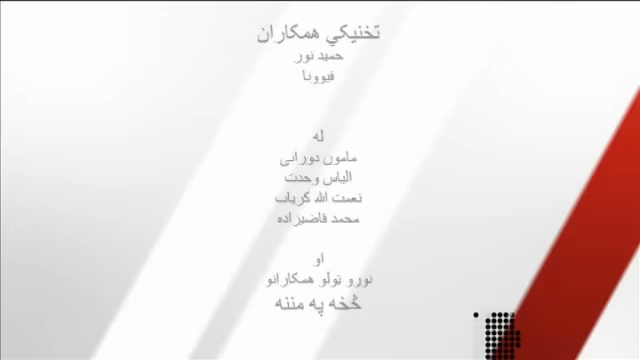 تخنيکي همکاران
حميد نور
فيوونا
له
مامون دورانی
الياس وحدت
نعمت الله کرياب
محمد قاضيزاده
او
نورو ټولو همکارانو
څخه په مننه